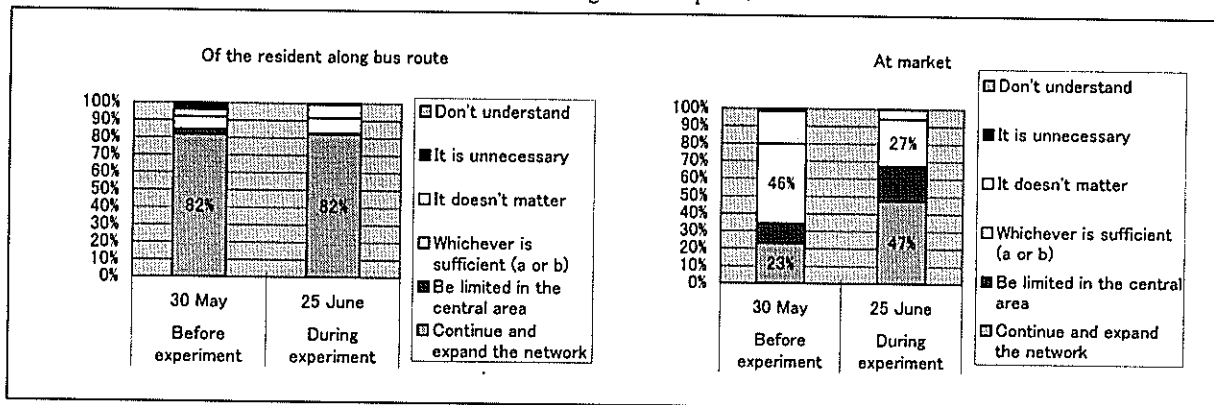 Of the resident along bus route
100%
90%
80%
70%
60%
50%
40%
30%
20%
10%
0%
82%
82%
30 May
25 June
Before
experiment
During
experiment
Don't understand
It is unnecessary
It doesn't matter
Whichever is
sufficient (a or b)
Be limited in the
central area
Continue and
expand the network
At market
100%
90%
80%
70%
60%
50%
40%
30%
20%
10%
0%
46%
23%
27%
47%
30 May
25 June
Before
experiment
During
experiment
Don't understand
It is unnecessary
It doesn't matter
Whichever is sufficient
(a or b)
Be limited in the central
area
Continue and expand
the network